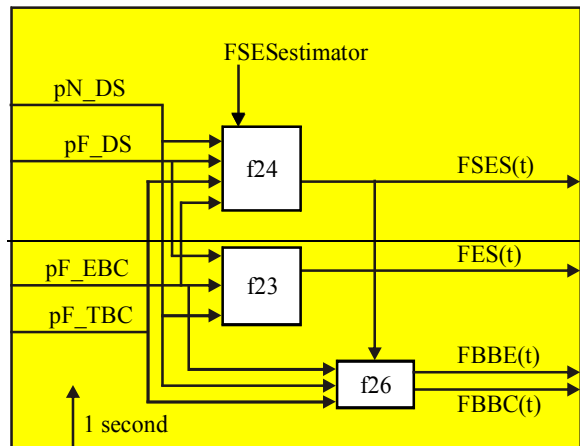 FSESestimator
pN_DS
pF_DS
f24
FSES(t)
pF_EBC
f23
FES(t)
pF_TBC
f26
FBBE(t)
FBBC(t)
1 second